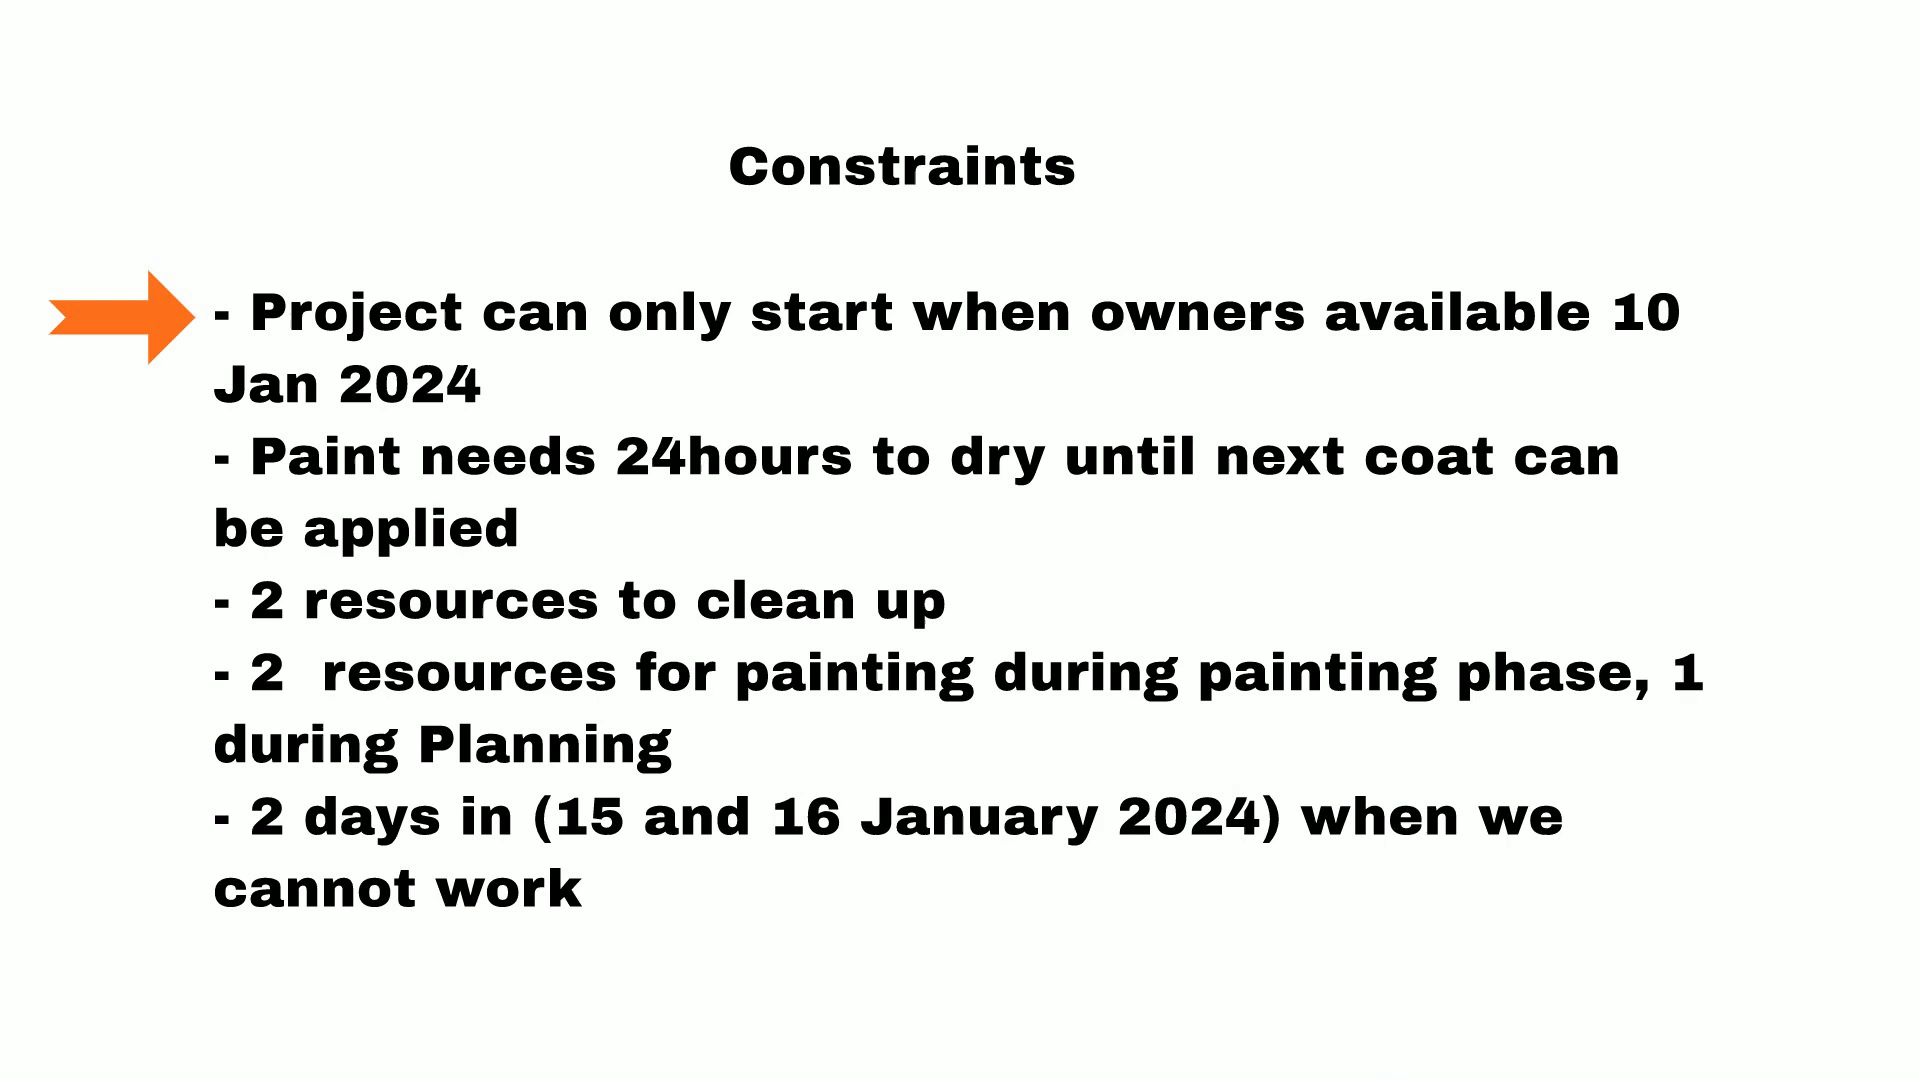 Constraints
- Project can only start when owners available 10
Jan 2024
- Paint needs 24hours to dry until next coat can
be applied
- 2 resources to clean up
- 2  resources for painting during painting phase, 1
during Planning
- 2 days in (15 and 16 January 2024) when we
cannot work